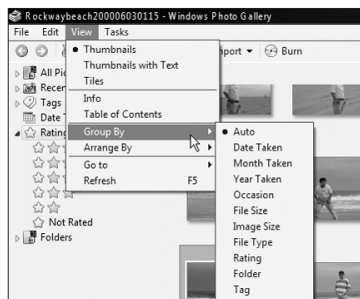 Rockwaybeach200006030115 - Windows Photo Gallery
File Edit View Tasks
Burn
Thumbnails
Thumbnails with Text
Tiles
Info
Table of Contents
Group By
Arrange By
Go to
Refresh F5
All Pic
Recen
Tags
Date T
Rating
Not Rated
Folders
Auto
Date Taken
Month Taken
Year Taken
Occasion
File Size
Image Size
File Type
Rating
Folder
Tag